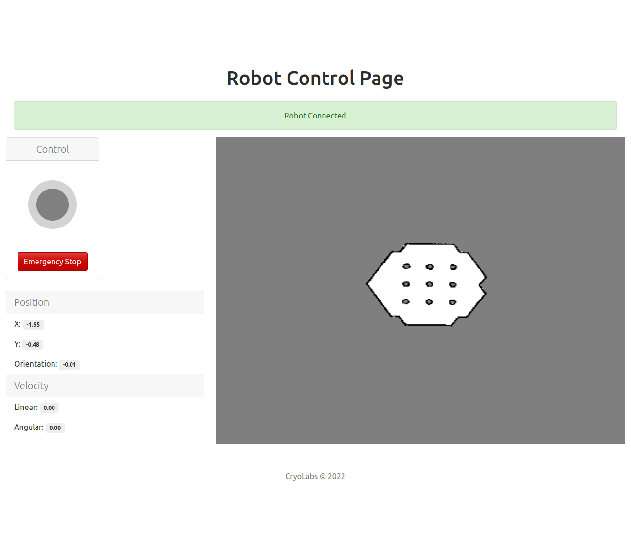 Robot Control Page
Robot Connected
Control
Emergency Stop
Position
X: -1.95
Y: -0.48
Orientation: -0.01
Velocity
Linear: 0.00
Angular: 0.00
CryoLabs © 2022